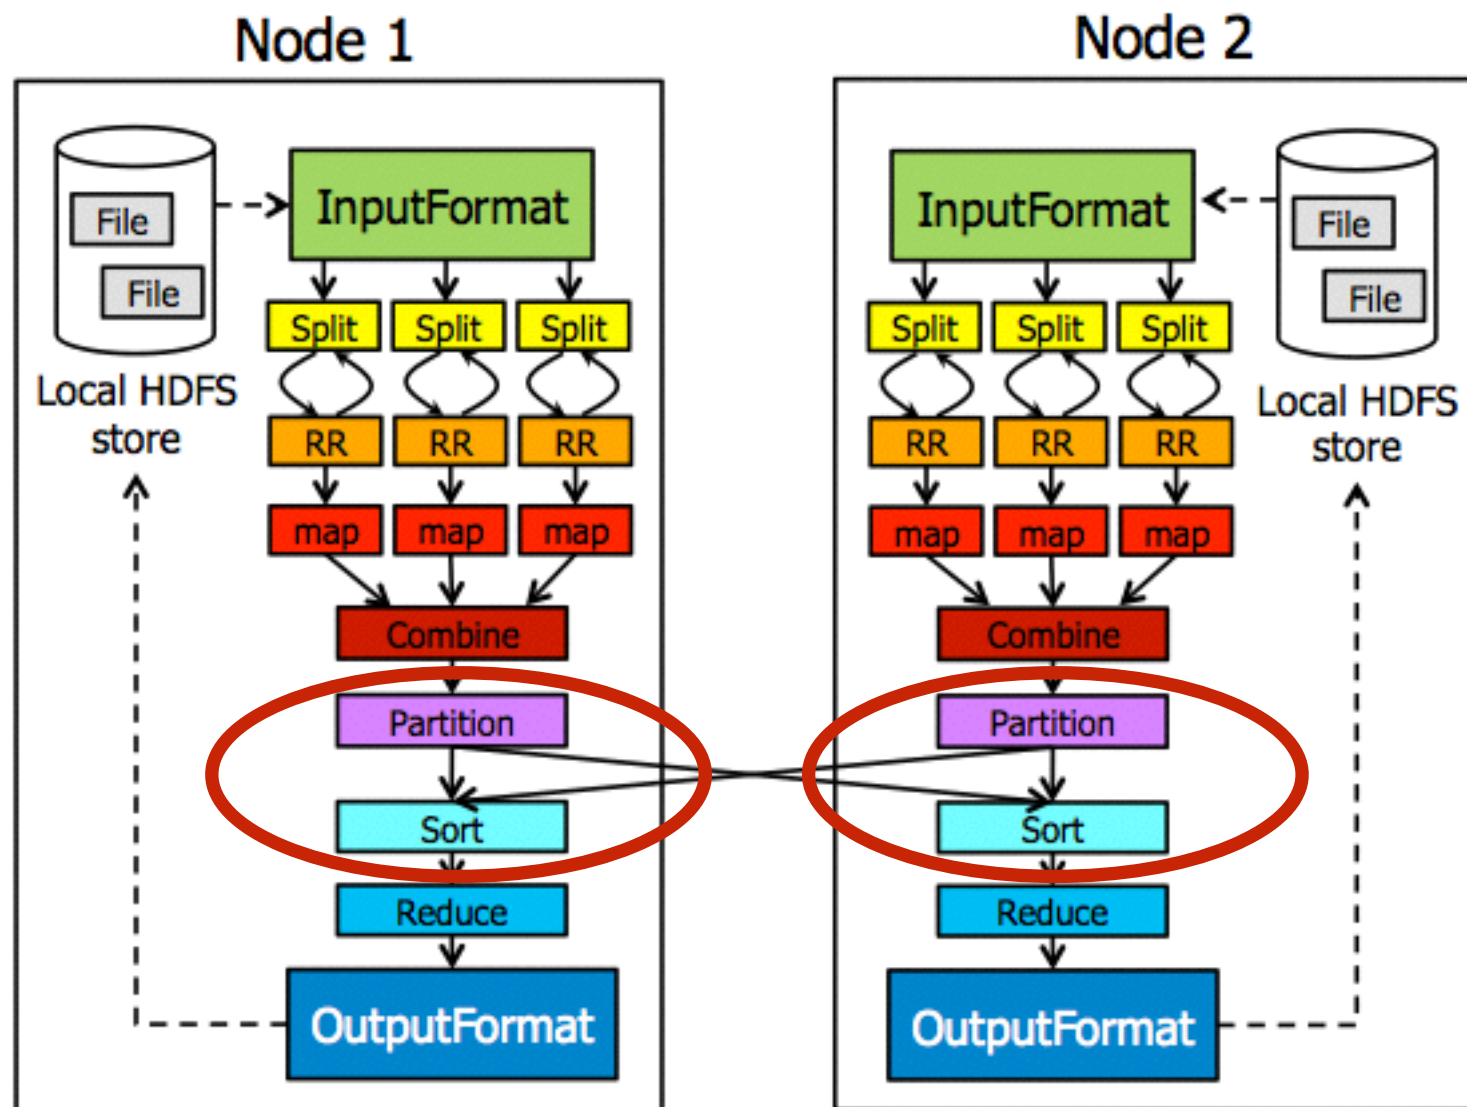 Node 1
File
File
Local HDFS
store
InputFormat
Split Split Split
RR RR RR
map map map
Combine
Partition
Sort
Reduce
OutputFormat
Node 2
InputFormat
Split Split Split
RR RR RR
map map map
Combine
Partition
Sort
Reduce
OutputFormat
File
File
Local HDFS
store